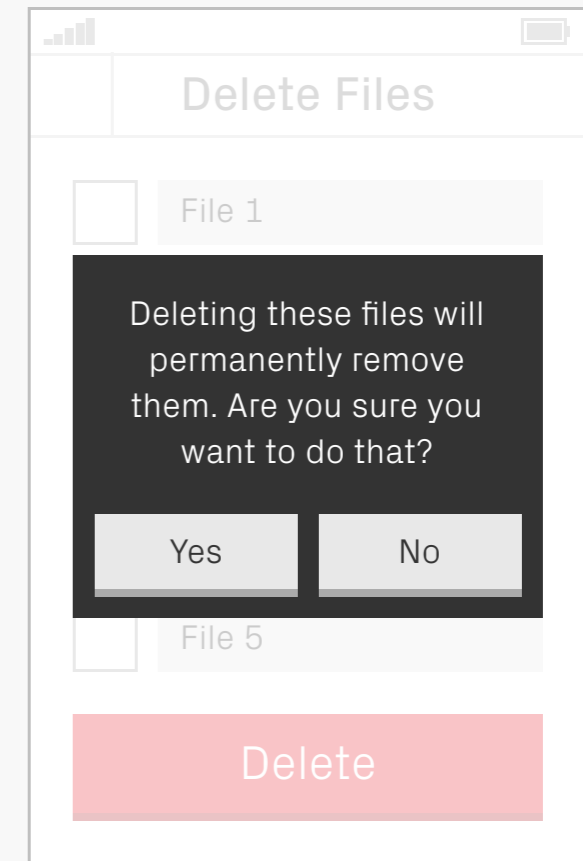 Delete Files
File 1
Deleting these files will
permanently remove
them. Are you sure you
want to do that?
Yes No
File 5
Delete